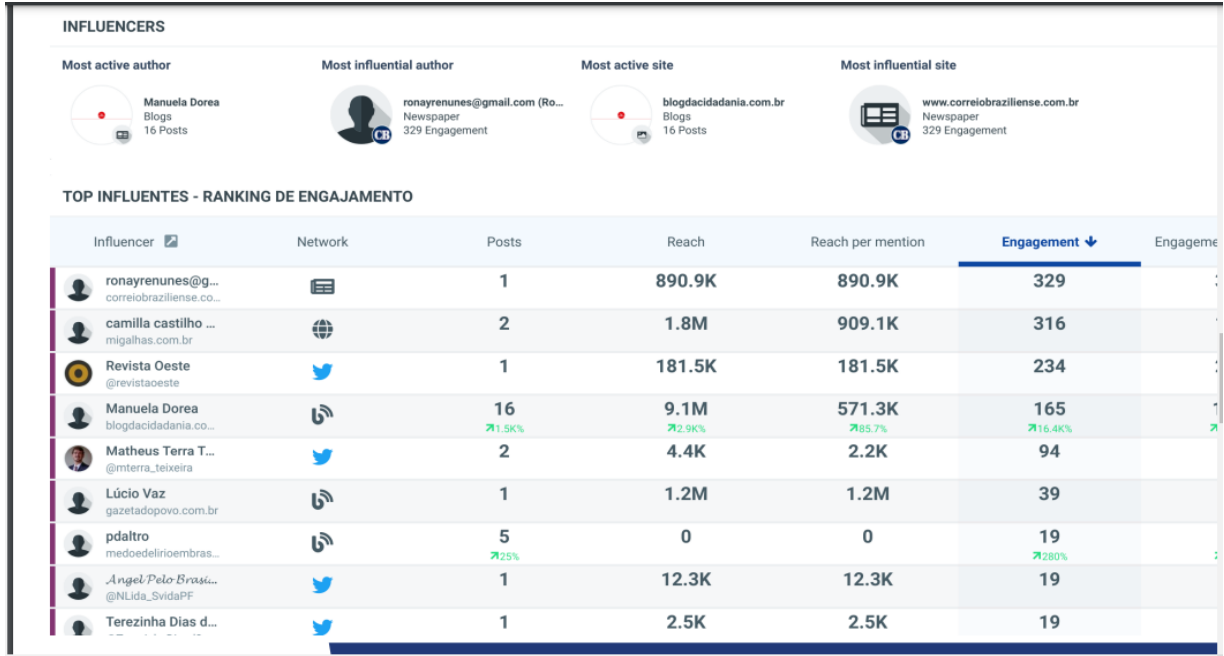 INFLUENCERS
Most active author Most influential author Most active site Most influential site
Manuela Dorea ronayrenunes@gmail.com (Ro... blogdacidadania.com.br www.correiobraziliense.com.br
Blogs Newspaper Blogs Newspaper
16 Posts 329 Engagement 16 Posts 329 Engagement
CB CB
TOP INFLUENTES - RANKING DE ENGAJAMENTO
Influencer Network Posts Reach Reach per mention Engagement Engageme
ronayrenunes@g... 1 890.9K 890.9K 329
correiobraziliense.co...
camilla castilho ... 2 1.8M 909.1K 316
migalhas.com.br
Revista Oeste 1 181.5K 181.5K 234
@revistaoeste
Manuela Dorea 16 9.1M 571.3K 165
blogdacidadania.co... 1.5K% 2.9K% 85.7% 16.4K%
Matheus Terra T... 2 4.4K 2.2K 94
@mterra_teixeira
Lúcio Vaz 1 1.2M 1.2M 39
gazetadopovo.com.br
pdaltro 5 0 0 19
medoedelirioembras... 25% 280%
𝓐𝓷𝓰𝓮𝓵 𝓟𝓮𝓵𝓸 𝓑𝓻𝓪𝓼𝓲... 1 12.3K 12.3K 19
@NLida_SvidaPF
Terezinha Dias d... 1 2.5K 2.5K 19